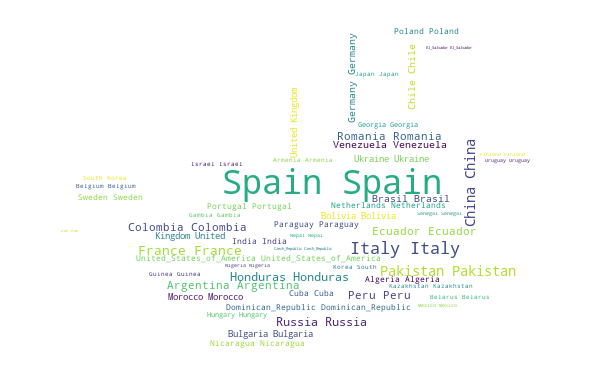 Poland Poland
El_Salvador El_Salvador
Germany Germany
Chile Chile
Japan Japan
United Kingdom
Georgia Georgia
Romania Romania
Venezuela Venezuela
China China
Armenia Armenia
Ukraine Ukraine
Uruguay Uruguay
Israel Israel
South Korea
Belgium Belgium
Spain Spain
Sweden Sweden
Brasil Brasil
Portugal Portugal
Netherlands Netherlands
Gambia Gambia
Bolivia Bolivia
Senegal Senegal
Colombia Colombia
Paraguay Paraguay
Ecuador Ecuador
Kingdom United
Nepal Nepal
India India
France France
Czech_Republic Czech_Republic
Italy Italy
United_States_of_America United_States_of_America
Nigeria Nigeria
Korea South
Pakistan Pakistan
Guinea Guinea
Honduras Honduras
Algeria Algeria
Argentina Argentina
Kazakhstan Kazakhstan
Morocco Morocco
Cuba Cuba
Peru Peru
Belarus Belarus
Dominican_Republic Dominican_Republic
Mexico Mexico
Hungary Hungary
Russia Russia
Bulgaria Bulgaria
Nicaragua Nicaragua